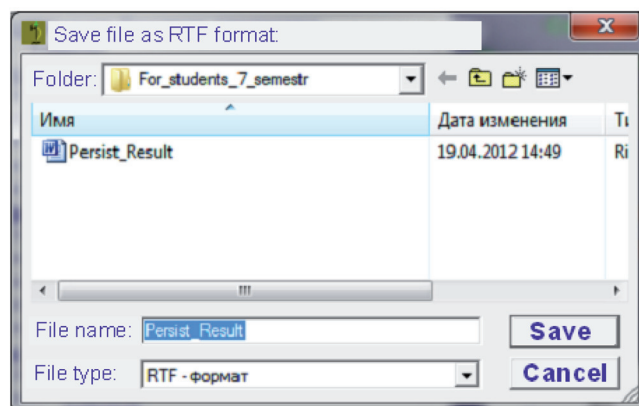 Save file as RTF format:
Folder: For_students_7_semestr
Имя Дата изменения
Persist_Result 19.04.2012 14:49 Ri
File name: Persist_Result Save
File type: RTF - формат Cancel